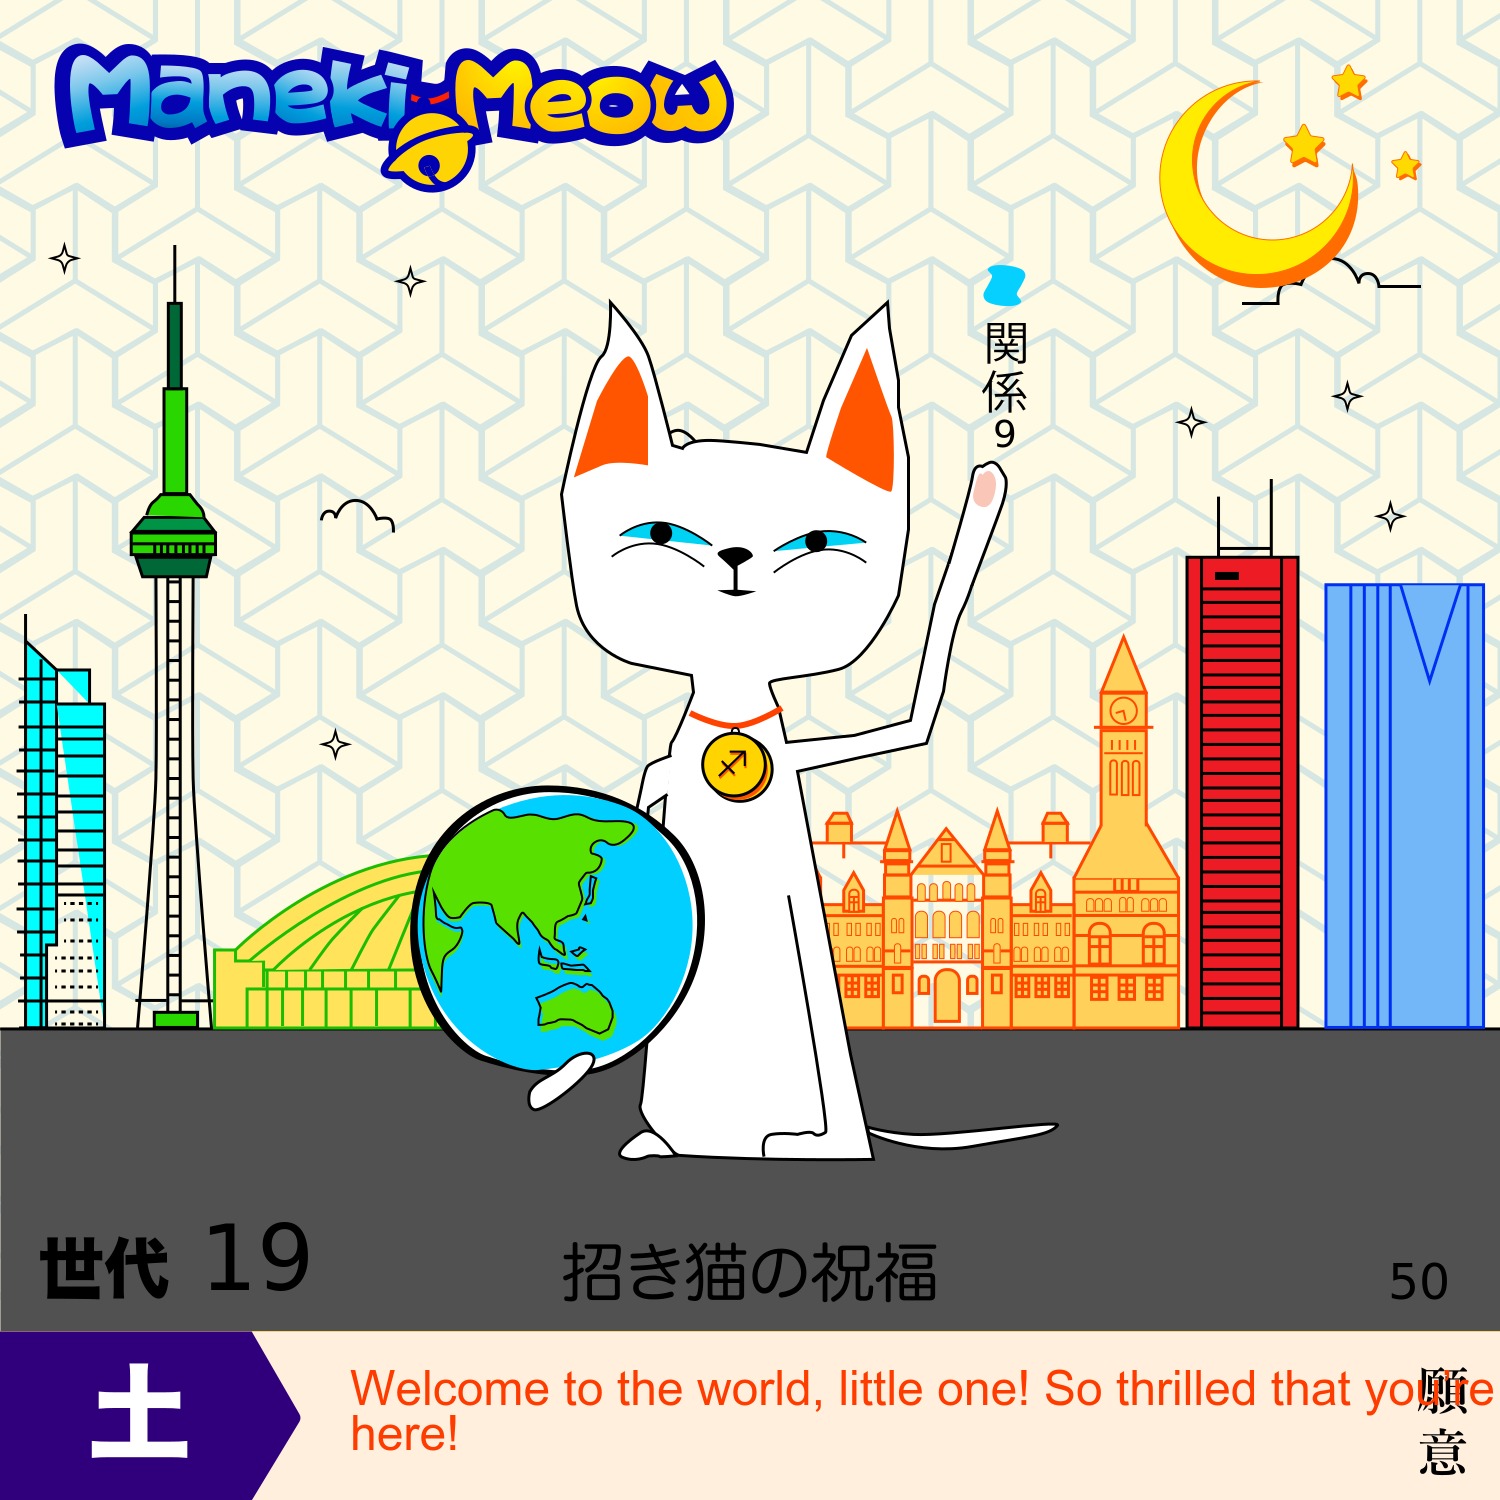 Maneki-Meow
関係9
世代 19
招き猫の祝福
50
土
Welcome to the world, little one! So thrilled that you're
here!
願意